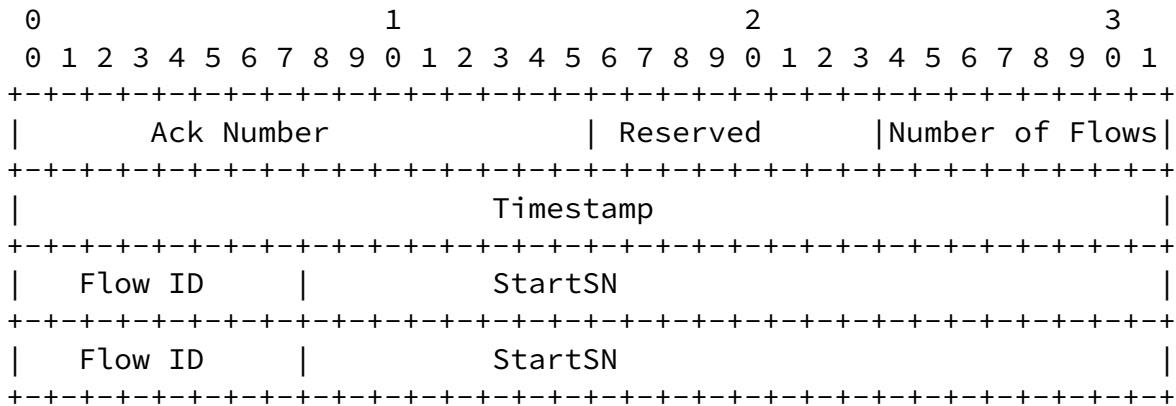 0                   1                   2                   3
 0 1 2 3 4 5 6 7 8 9 0 1 2 3 4 5 6 7 8 9 0 1 2 3 4 5 6 7 8 9 0 1
+-+-+-+-+-+-+-+-+-+-+-+-+-+-+-+-+-+-+-+-+-+-+-+-+-+-+-+-+-+-+-+-+
|       Ack Number              | Reserved      |Number of Flows|
+-+-+-+-+-+-+-+-+-+-+-+-+-+-+-+-+-+-+-+-+-+-+-+-+-+-+-+-+-+-+-+-+
|                          Timestamp                            |
+-+-+-+-+-+-+-+-+-+-+-+-+-+-+-+-+-+-+-+-+-+-+-+-+-+-+-+-+-+-+-+-+
|   Flow ID     |          StartSN                              |
+-+-+-+-+-+-+-+-+-+-+-+-+-+-+-+-+-+-+-+-+-+-+-+-+-+-+-+-+-+-+-+-+
|   Flow ID     |          StartSN                              |
+-+-+-+-+-+-+-+-+-+-+-+-+-+-+-+-+-+-+-+-+-+-+-+-+-+-+-+-+-+-+-+-+